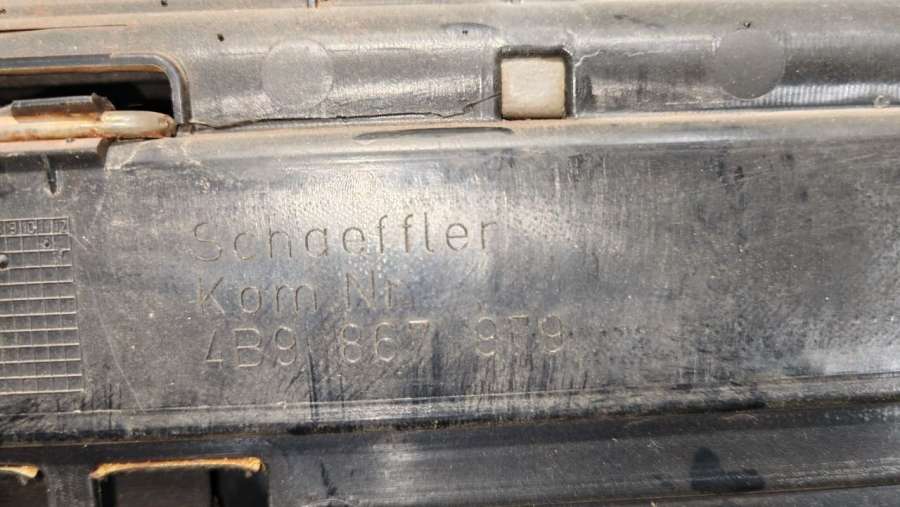 Schaeffler
Kom Nr.
4B9 867 979